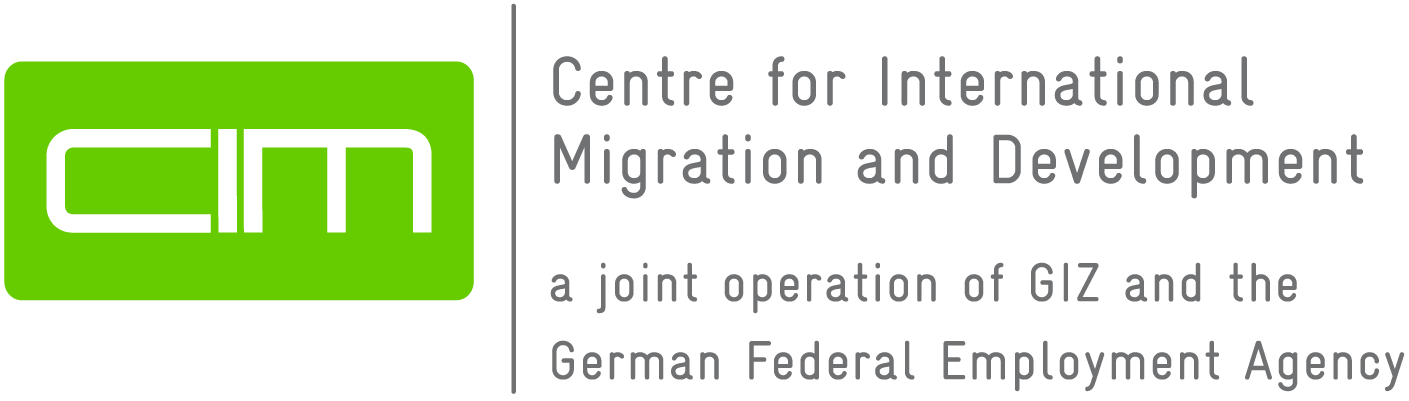 CIM
Centre for International
Migration and Development
a joint operation of GIZ and the
German Federal Employment Agency